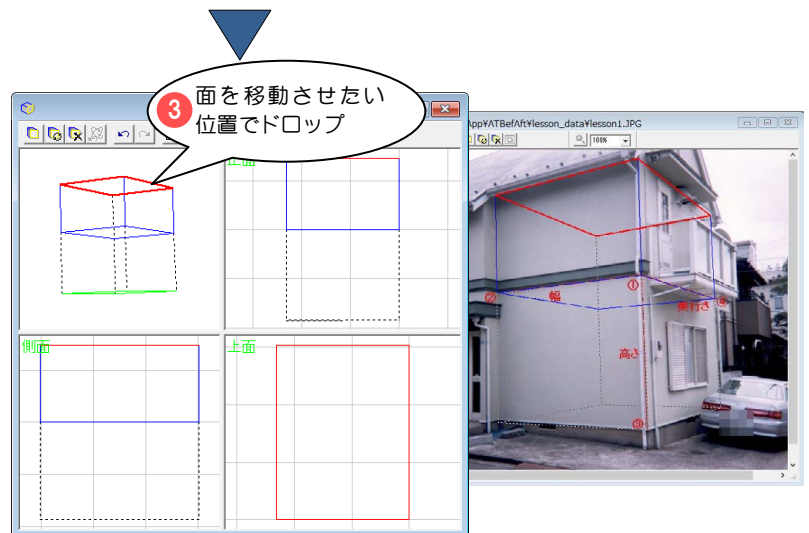 3
面を移動させたい
位置でドロップ
App¥ATBefAft¥lesson_data¥lesson1.JPG
100%
正面
側面
上面
①
②
幅
④
奥行き
高さ
③